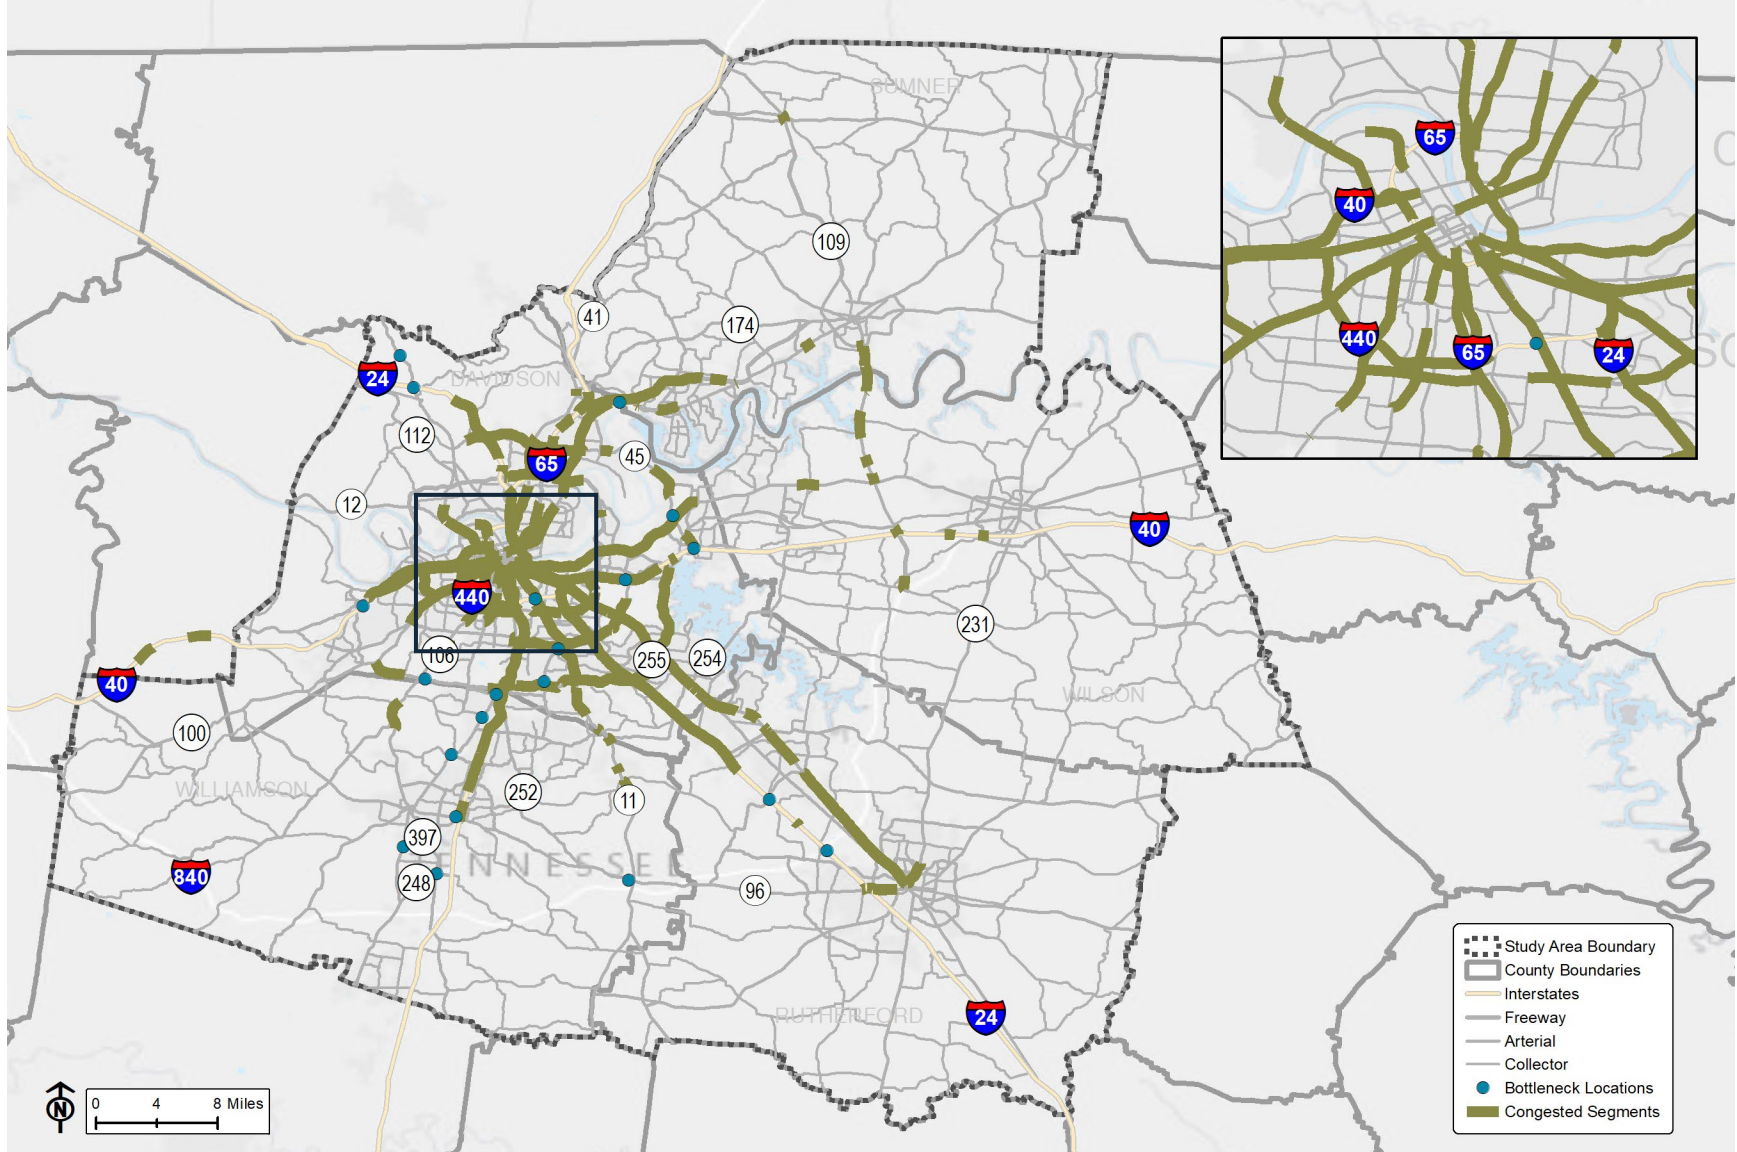 SUMNER
65
40
440
65
24
109
41
174
24
DAVIDSON
112
65
45
12
40
440
231
106
255
254
40
WILSON
100
WILLIAMSON
252
11
397
840
ENNESSEE
248
96
RUTHERFORD
24
Study Area Boundary
County Boundaries
Interstates
Freeway
Arterial
Collector
Bottleneck Locations
Congested Segments
N
0 4 8 Miles